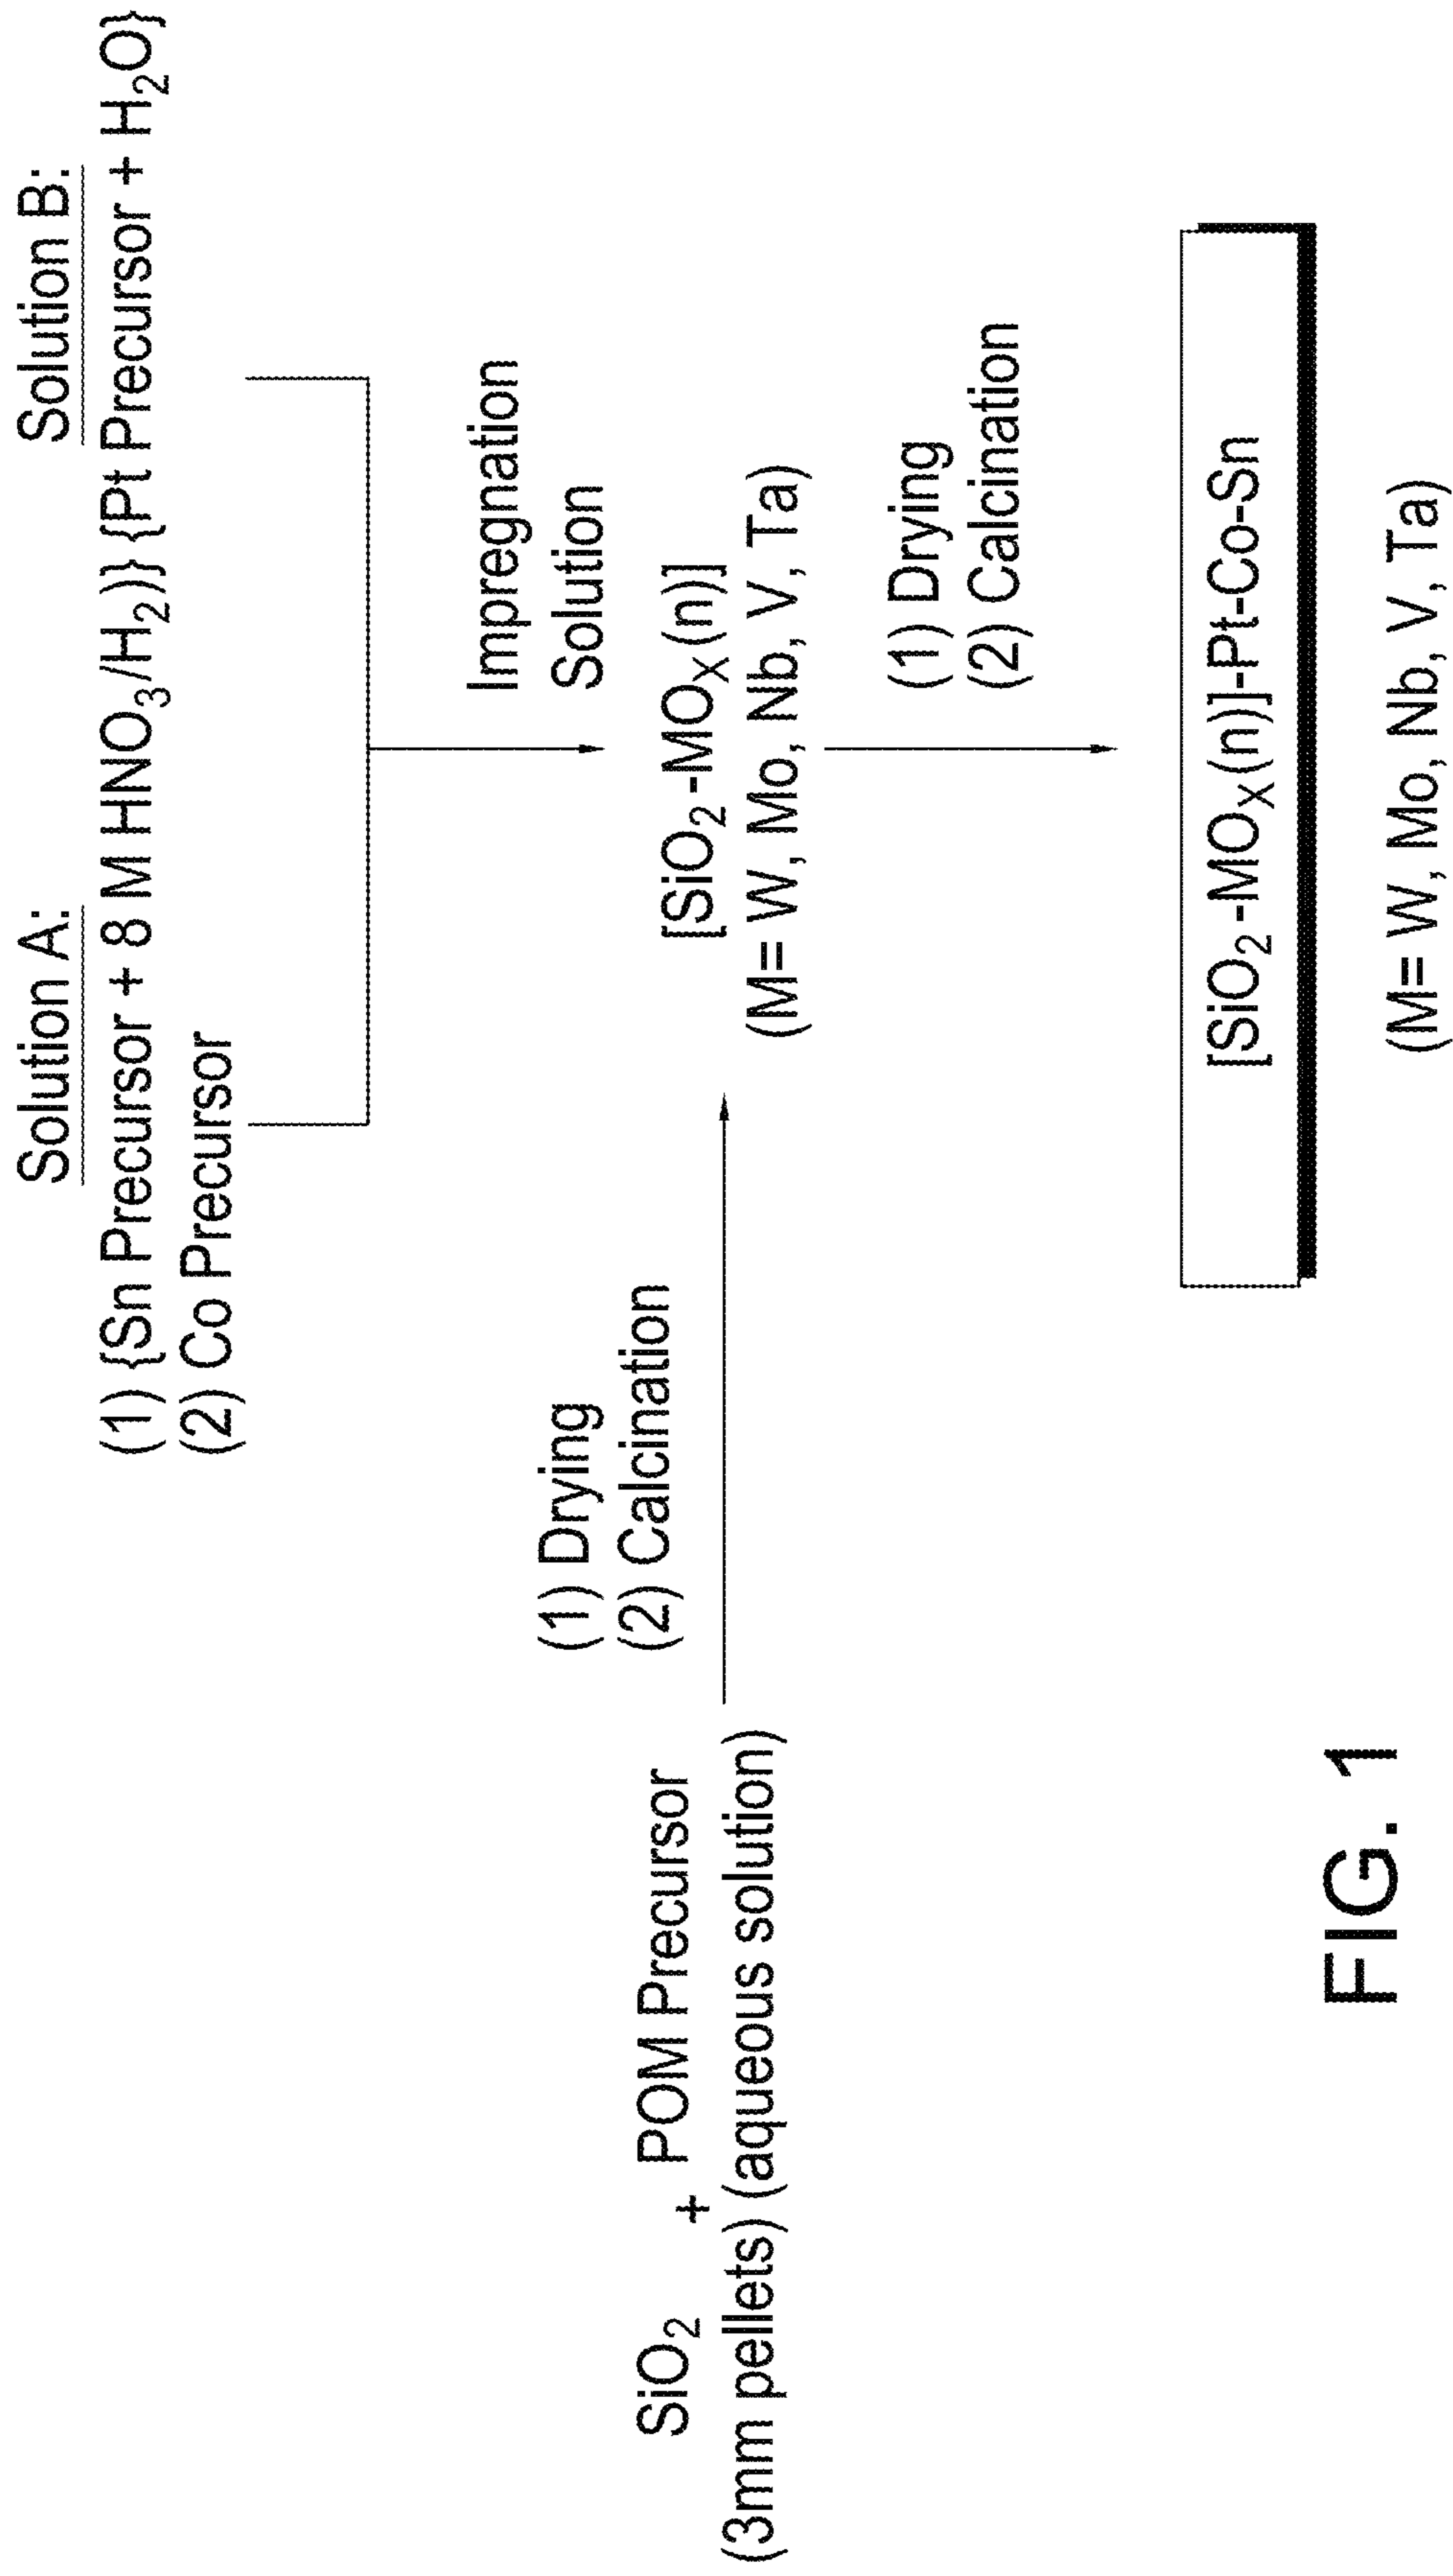 Solution A:
Solution B:
(1) {Sn Precursor + 8 M HNO₃/H₂)} {Pt Precursor + H₂O}
(2) Co Precursor
Impregnation
Solution
(1) Drying
(2) Calcination
SiO₂ + POM Precursor
(3mm pellets) (aqueous solution)
[SiO₂-MOₓ(n)]
(M= W, Mo, Nb, V, Ta)
(1) Drying
(2) Calcination
[SiO₂-MOₓ(n)]-Pt-Co-Sn
(M= W, Mo, Nb, V, Ta)
FIG. 1